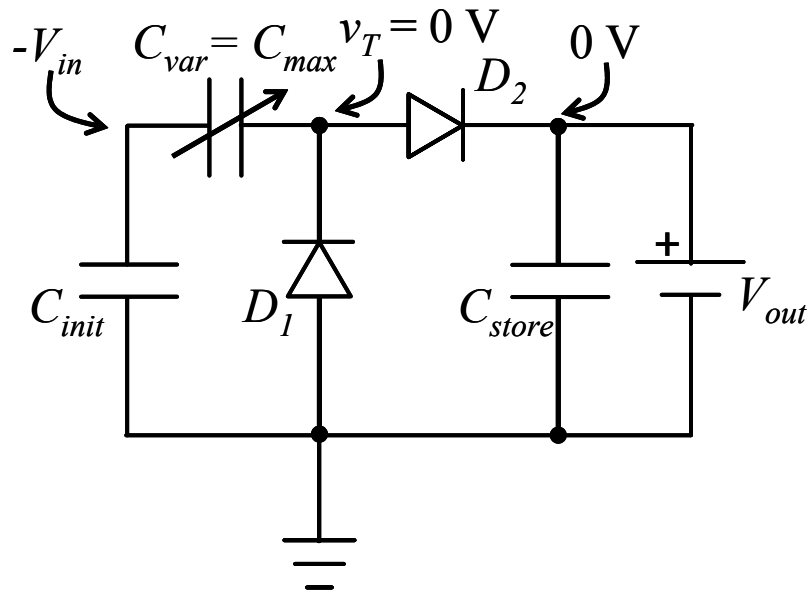 -V_in
C_var = C_max
v_T = 0 V
0 V
D_2
C_init
D_1
C_store
+
V_out